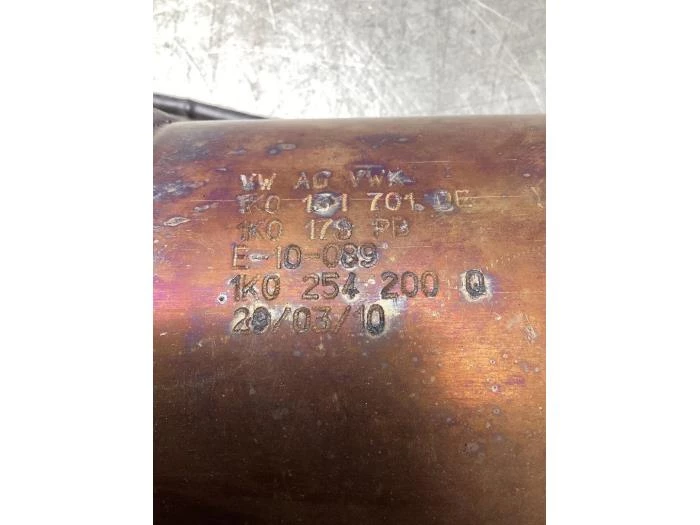 VW AG VWK
1K0 131 701 DE
1K0 178 PB
E-10-089
1K0 254 200 Q
29/03/10